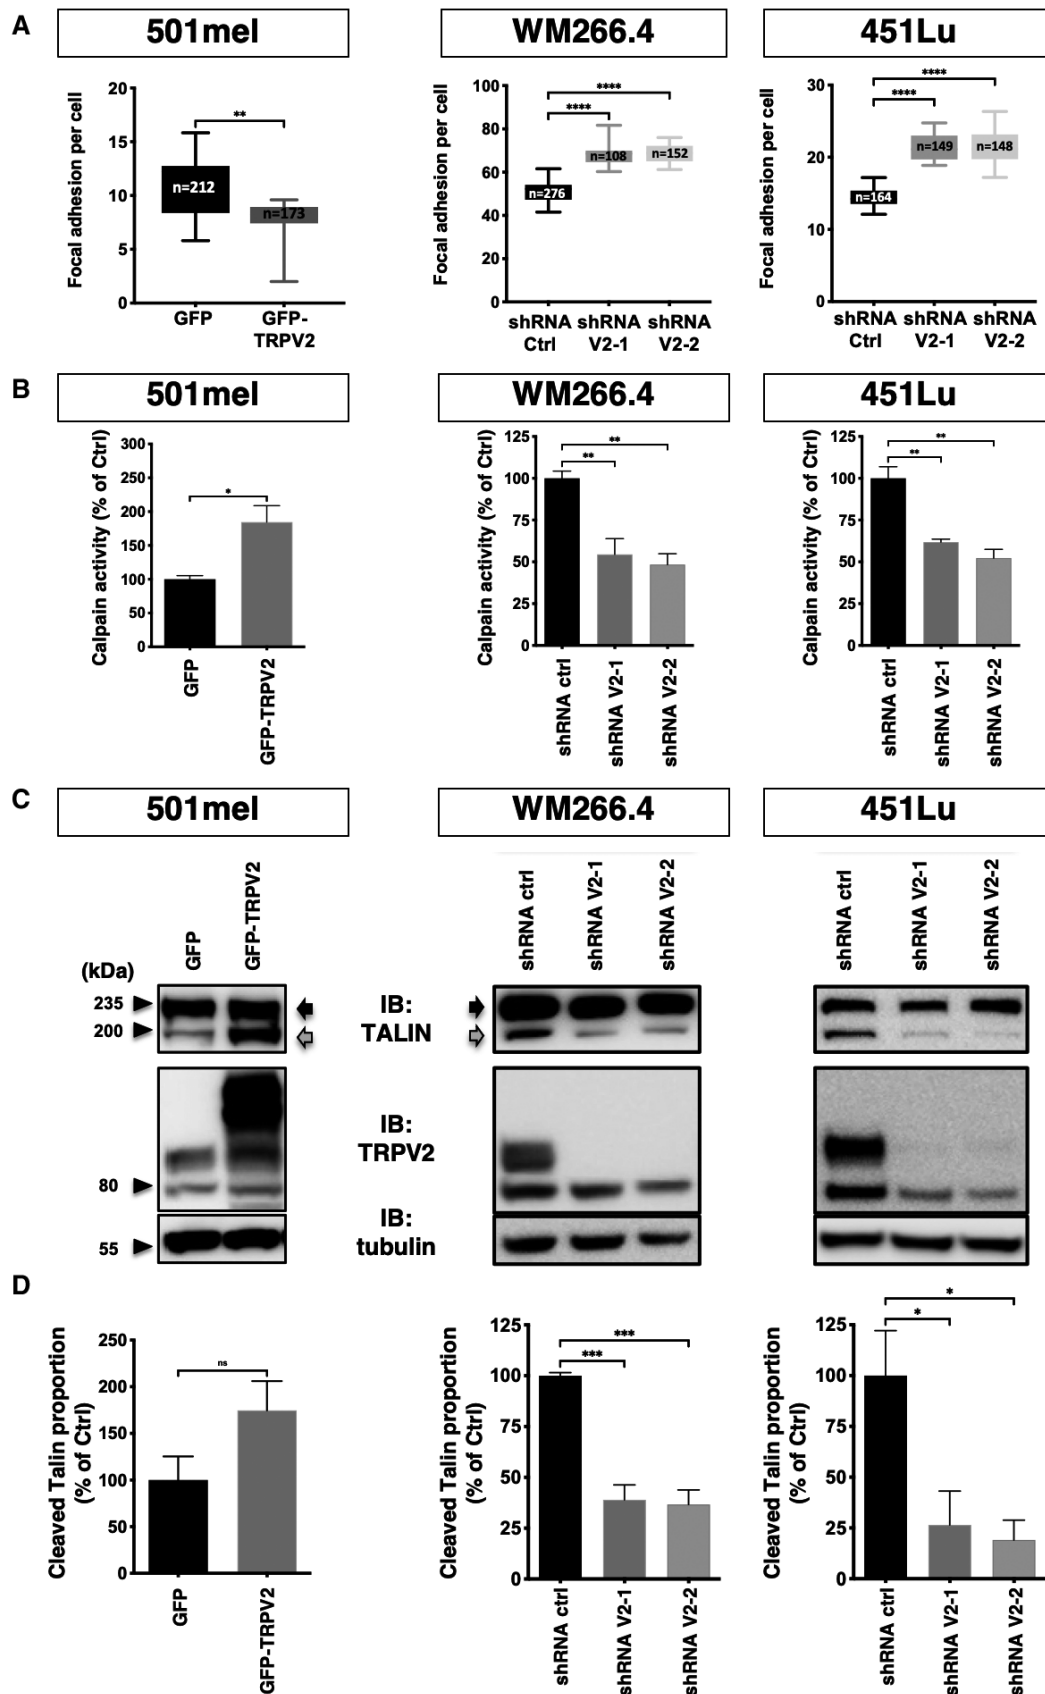 A
501mel
WM266.4
451Lu
Focal adhesion per cell
20
15
10
5
0
**
n=212
n=173
GFP
GFP-
TRPV2
Focal adhesion per cell
100
80
60
40
20
0
****
****
n=276
n=108
n=152
shRNA shRNA shRNA
Ctrl V2-1 V2-2
Focal adhesion per cell
30
20
10
0
****
****
n=164
n=149
n=148
shRNA shRNA shRNA
Ctrl V2-1 V2-2
B
501mel
WM266.4
451Lu
Calpain activity (% of Ctrl)
300
250
200
150
100
50
0
*
GFP
GFP-TRPV2
Calpain activity (% of Ctrl)
125
100
75
50
25
0
**
**
shRNA ctrl
shRNA V2-1
shRNA V2-2
Calpain activity (% of Ctrl)
125
100
75
50
25
0
**
**
shRNA ctrl
shRNA V2-1
shRNA V2-2
C
501mel
WM266.4
451Lu
GFP
GFP-TRPV2
shRNA ctrl
shRNA V2-1
shRNA V2-2
shRNA ctrl
shRNA V2-1
shRNA V2-2
(kDa)
235
200
IB:
TALIN
IB:
TRPV2
80
IB:
tubulin
55
D
Cleaved Talin proportion
(% of Ctrl)
250
200
150
100
50
0
ns
GFP
GFP-TRPV2
Cleaved Talin proportion
(% of Ctrl)
125
100
75
50
25
0
***
***
shRNA ctrl
shRNA V2-1
shRNA V2-2
Cleaved Talin proportion
(% of Ctrl)
125
100
75
50
25
0
*
*
shRNA ctrl
shRNA V2-1
shRNA V2-2